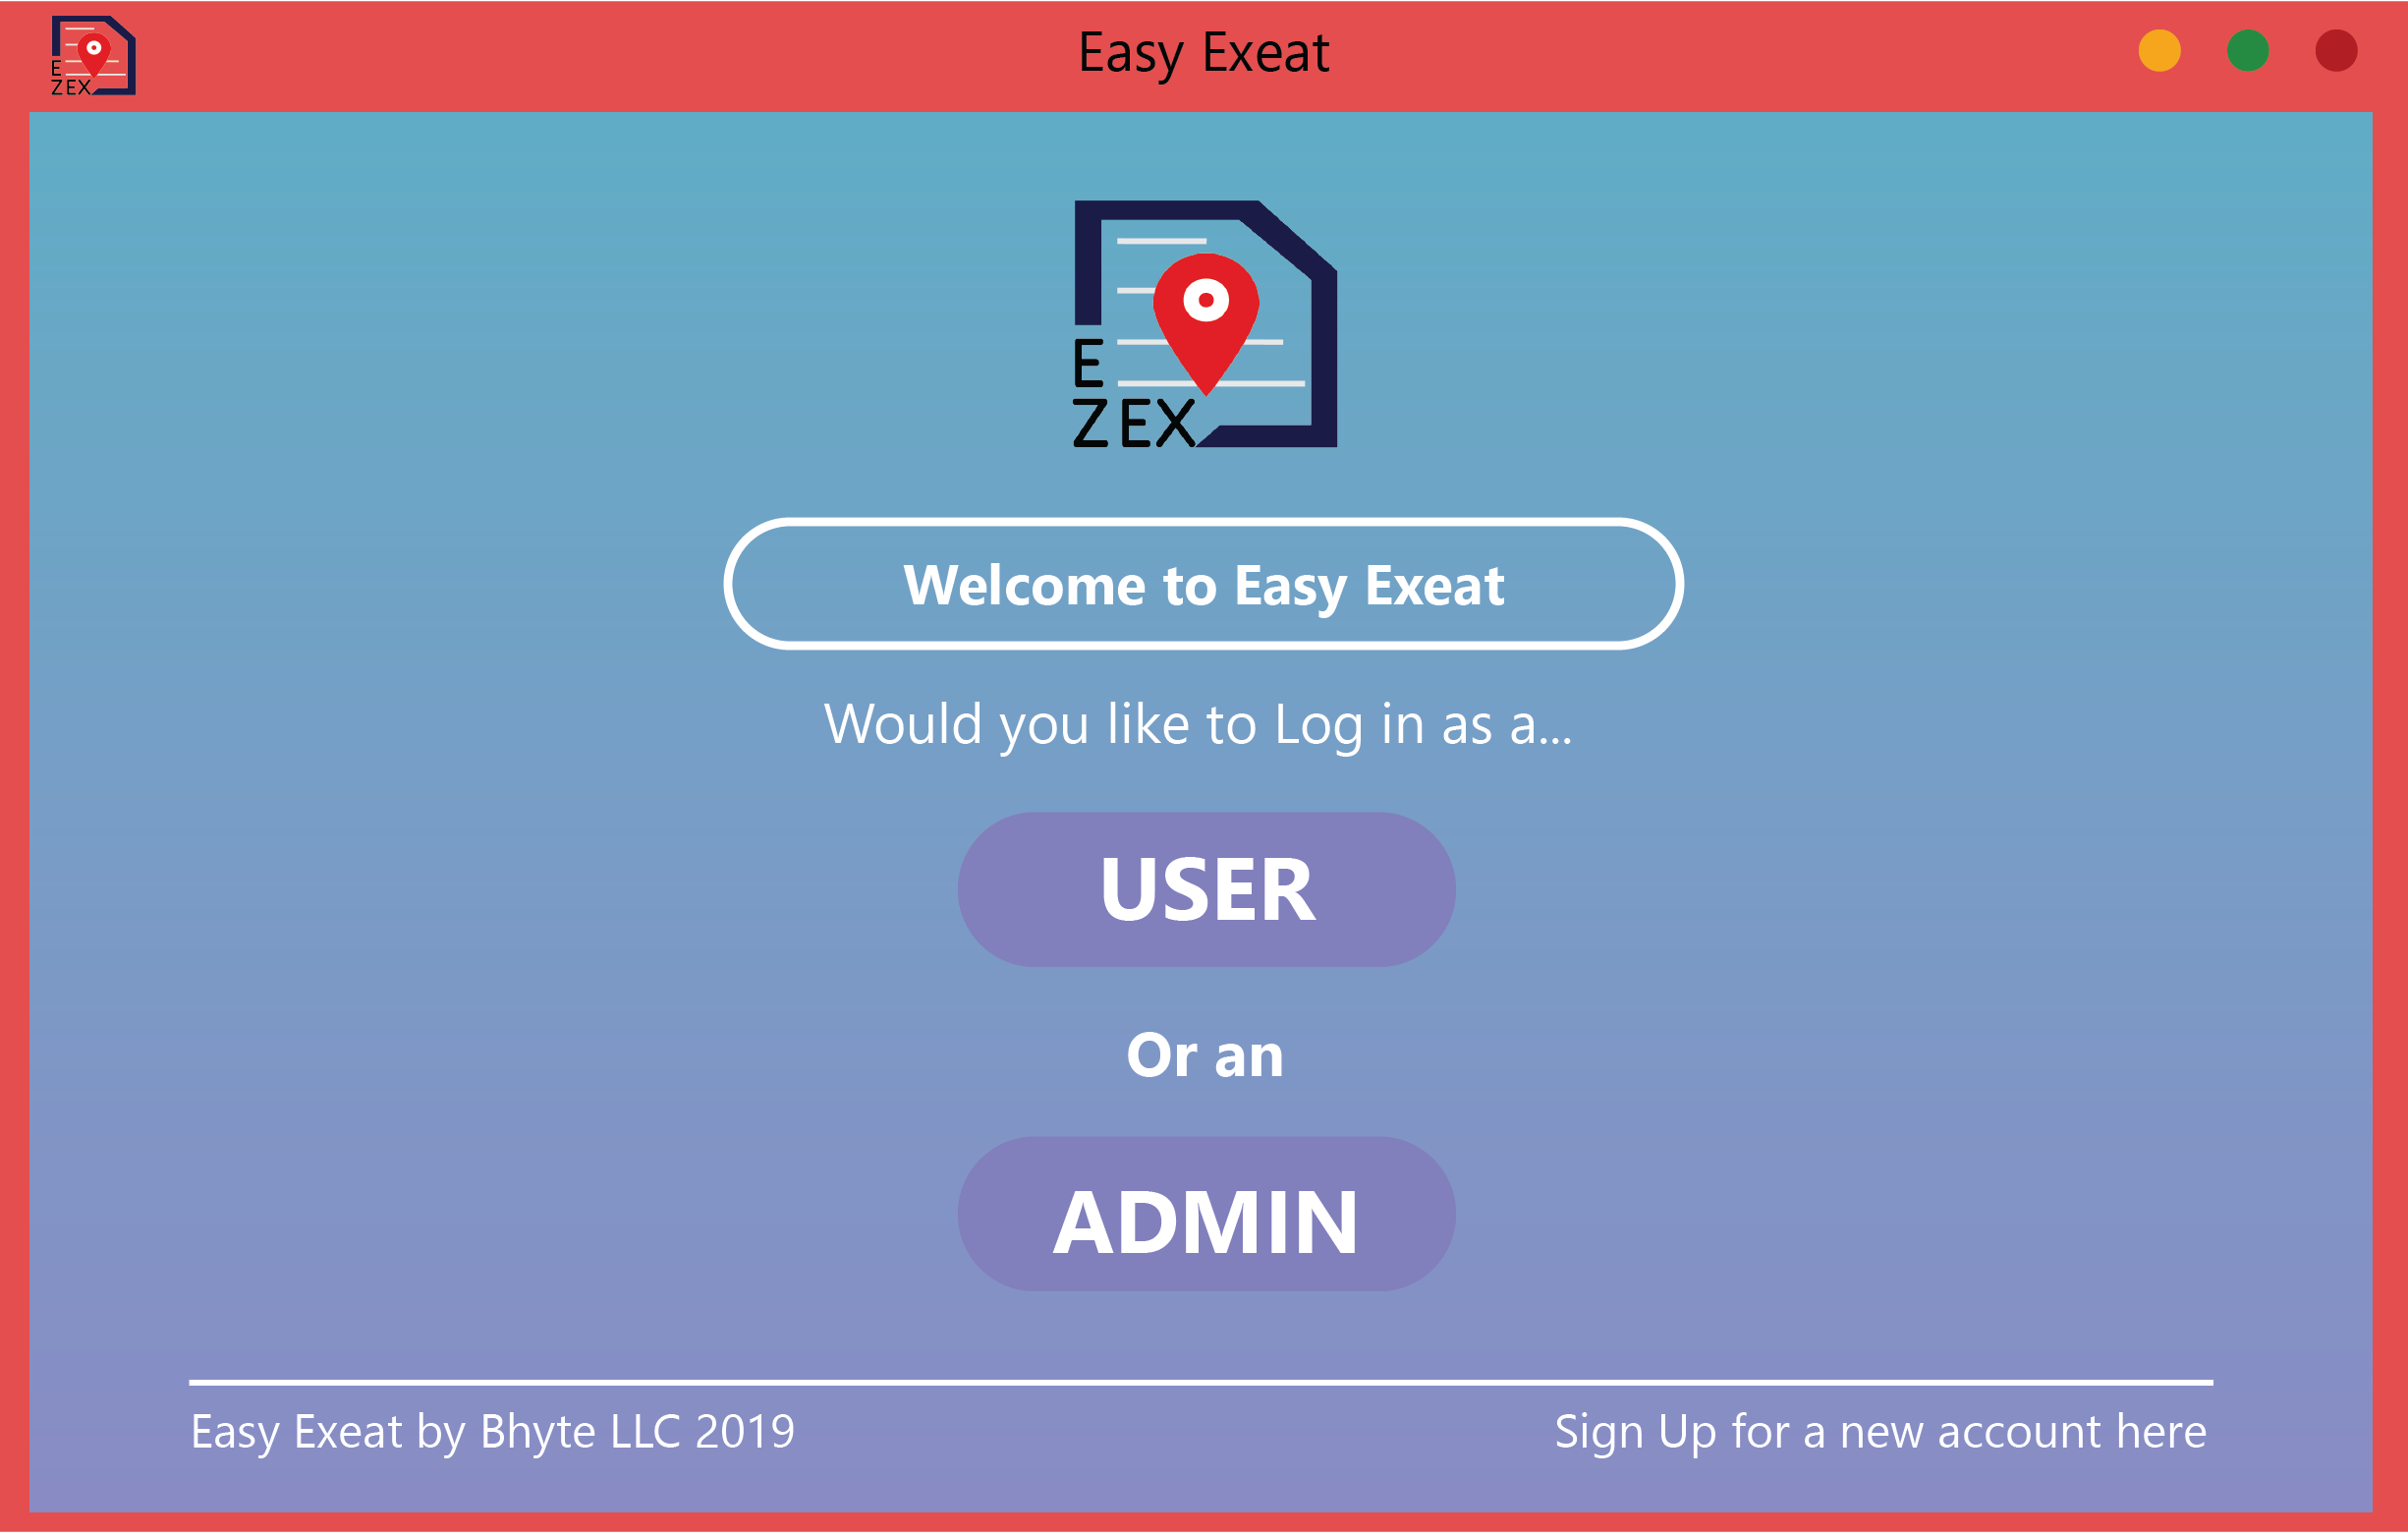 E
ZEX
Easy Exeat
E
ZEX
Welcome to Easy Exeat
Would you like to Log in as a...
USER
Or an
ADMIN
Easy Exeat by Bhyte LLC 2019
Sign Up for a new account here